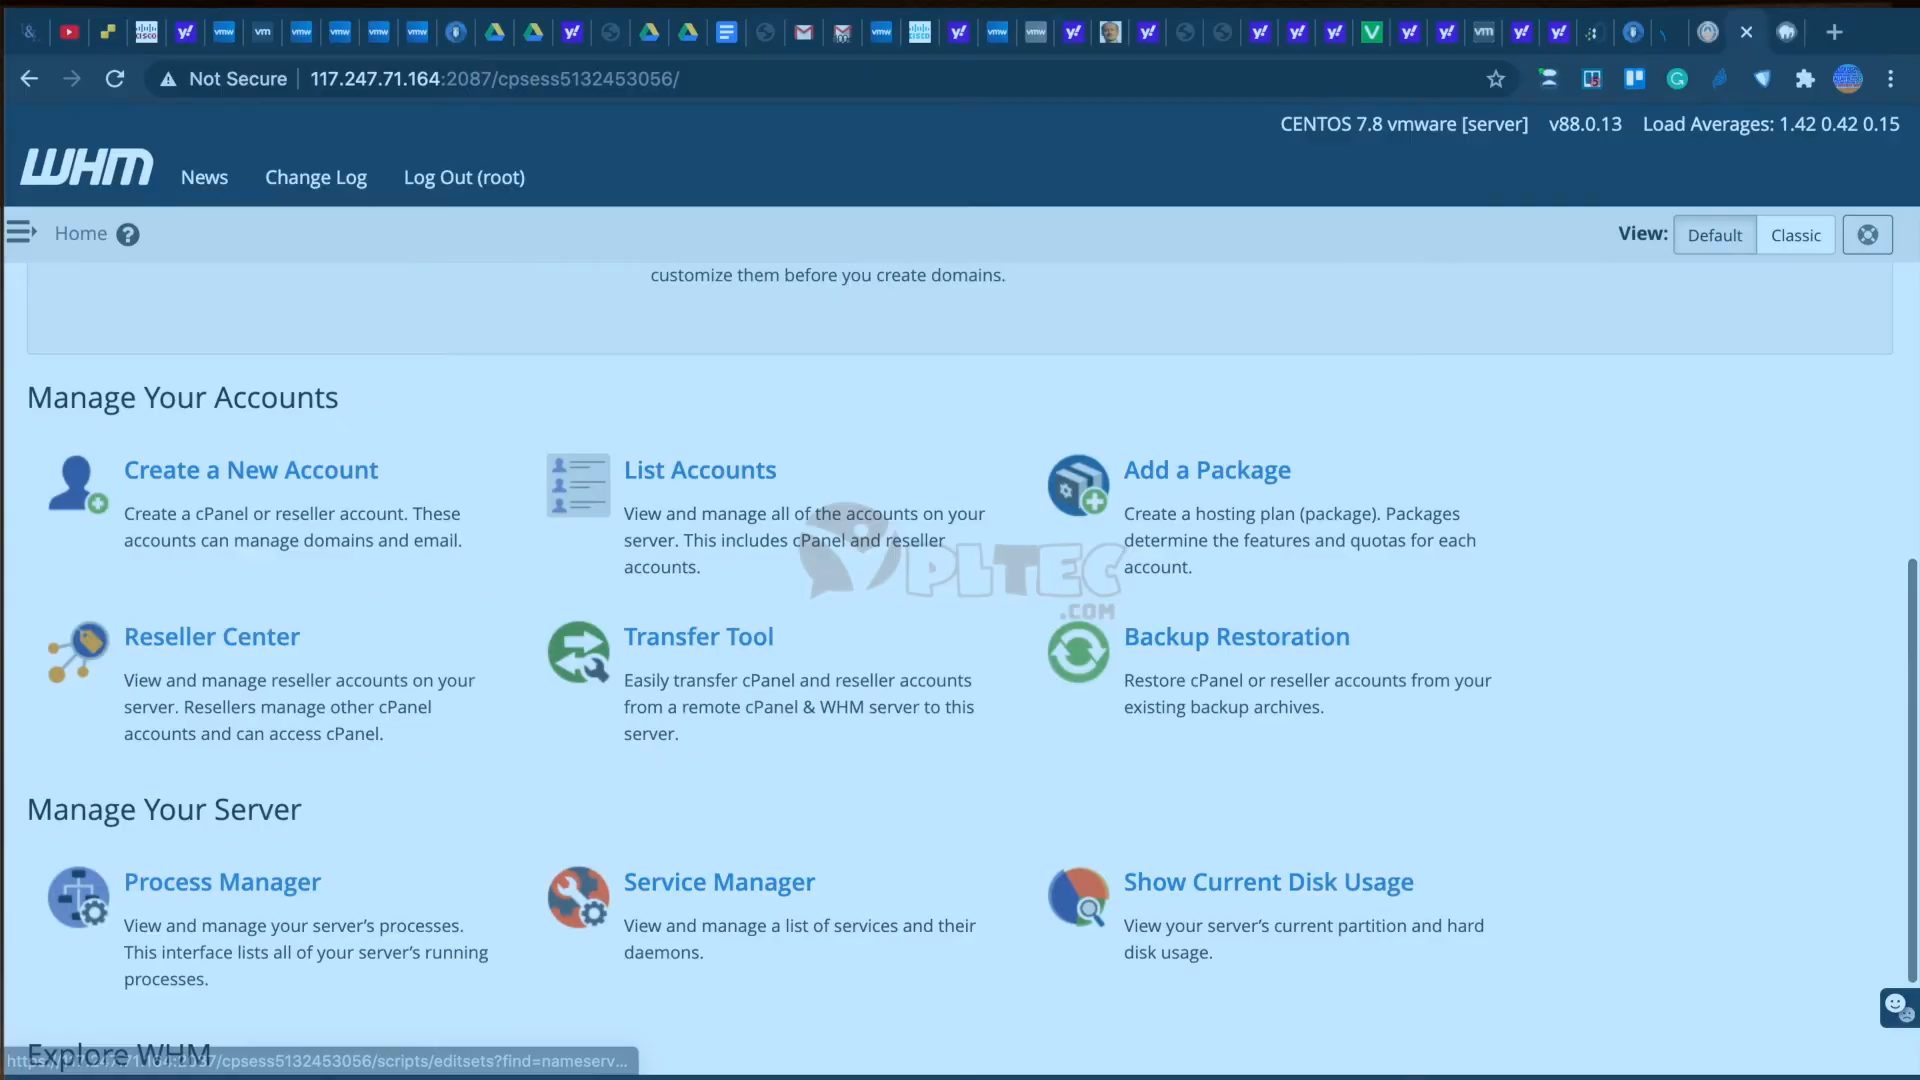 Not Secure
117.247.71.164:2087/cpsess5132453056/
CENTOS 7.8 vmware [server] v88.0.13 Load Averages: 1.42 0.42 0.15
WHM
News Change Log Log Out (root)
Home
View: Default Classic
customize them before you create domains.
Manage Your Accounts
Create a New Account
Create a cPanel or reseller account. These
accounts can manage domains and email.
List Accounts
View and manage all of the accounts on your
server. This includes cPanel and reseller
accounts.
Add a Package
Create a hosting plan (package). Packages
determine the features and quotas for each
account.
PLTEC
.COM
Reseller Center
View and manage reseller accounts on your
server. Resellers manage other cPanel
accounts and can access cPanel.
Transfer Tool
Easily transfer cPanel and reseller accounts
from a remote cPanel & WHM server to this
server.
Backup Restoration
Restore cPanel or reseller accounts from your
existing backup archives.
Manage Your Server
Process Manager
View and manage your server’s processes.
This interface lists all of your server’s running
processes.
Service Manager
View and manage a list of services and their
daemons.
Show Current Disk Usage
View your server’s current partition and hard
disk usage.
Explore WHM
https://117.247.71.164:2087/cpsess5132453056/scripts/editsets?find=nameserv...